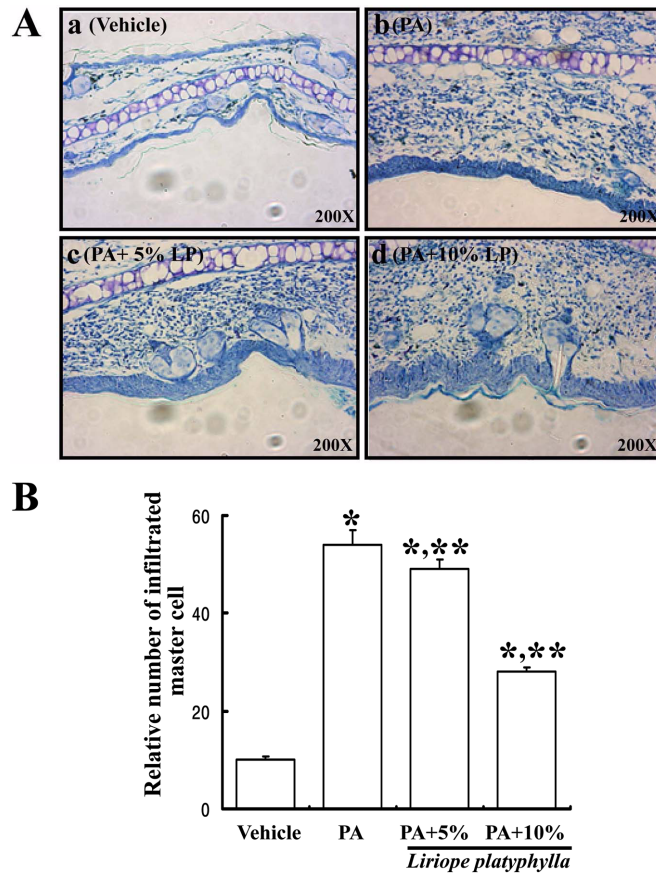 A
a (Vehicle)
200X
b (PA)
200X
c (PA+ 5% LP)
200X
d (PA+10% LP)
200X
B
Relative number of infiltrated
master cell
60
40
20
0
*
*,**
*,**
Vehicle
PA
PA+5%
PA+10%
Liriope platyphylla